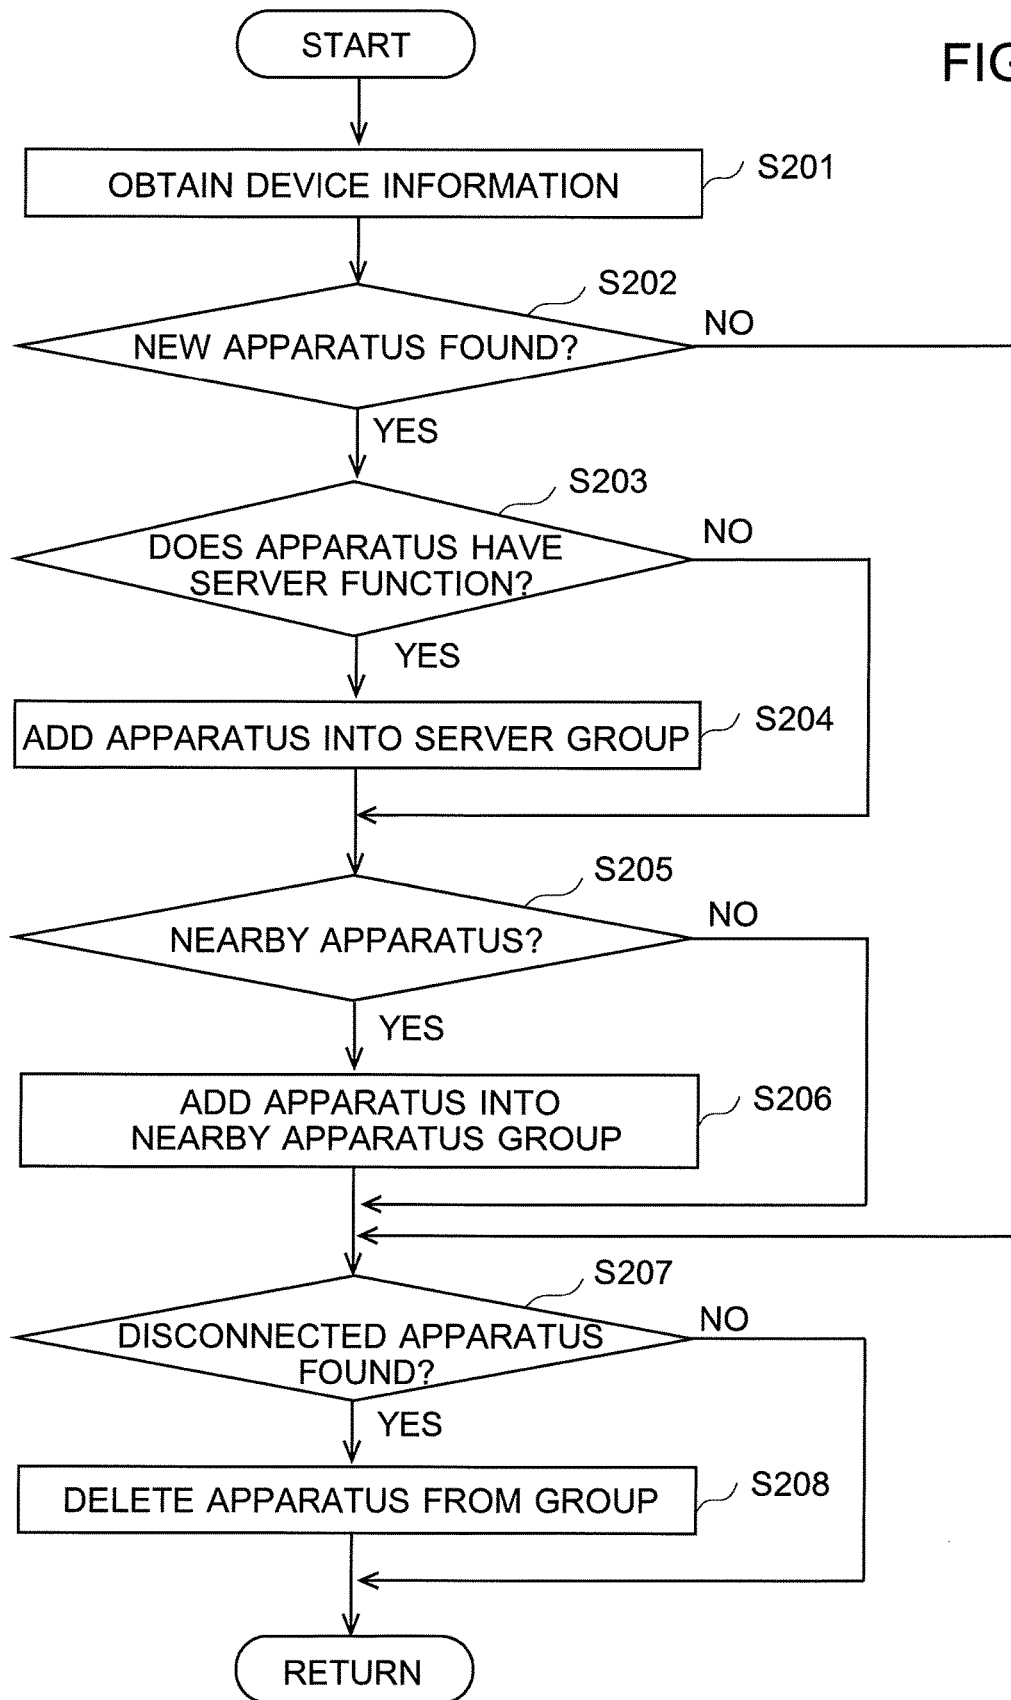 START
FIG
OBTAIN DEVICE INFORMATION
S201
S202
NEW APPARATUS FOUND?
NO
YES
S203
DOES APPARATUS HAVE
SERVER FUNCTION?
NO
YES
ADD APPARATUS INTO SERVER GROUP
S204
S205
NEARBY APPARATUS?
NO
YES
ADD APPARATUS INTO
NEARBY APPARATUS GROUP
S206
S207
DISCONNECTED APPARATUS
FOUND?
NO
YES
DELETE APPARATUS FROM GROUP
S208
RETURN